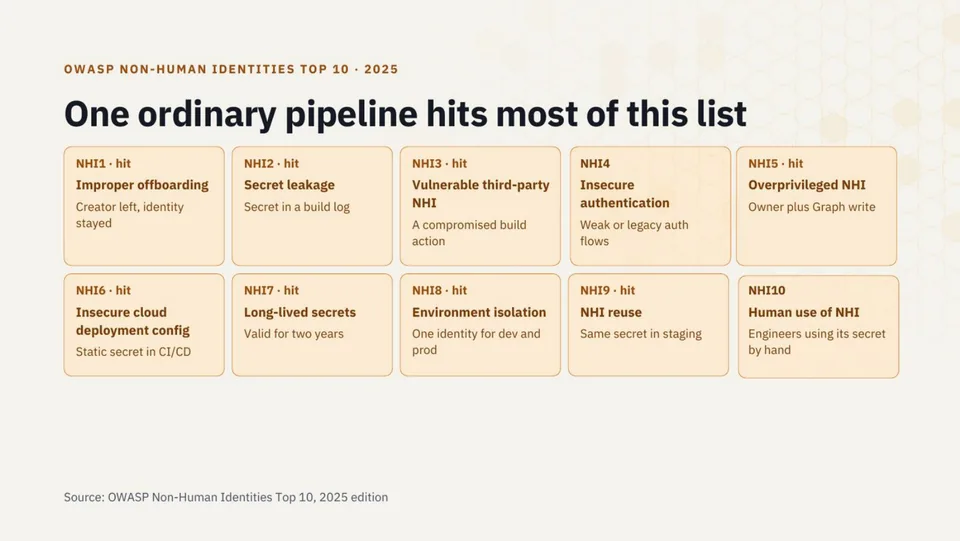 OWASP NON-HUMAN IDENTITIES TOP 10 · 2025
One ordinary pipeline hits most of this list
NHI1 · hit
Improper offboarding
Creator left, identity
stayed
NHI2 · hit
Secret leakage
Secret in a build log
NHI3 · hit
Vulnerable third-party
NHI
A compromised build
action
NHI4
Insecure
authentication
Weak or legacy auth
flows
NHI5 · hit
Overprivileged NHI
Owner plus Graph write
NHI6 · hit
Insecure cloud
deployment config
Static secret in CI/CD
NHI7 · hit
Long-lived secrets
Valid for two years
NHI8 · hit
Environment isolation
One identity for dev and
prod
NHI9 · hit
NHI reuse
Same secret in staging
NHI10
Human use of NHI
Engineers using its secret
by hand
Source: OWASP Non-Human Identities Top 10, 2025 edition